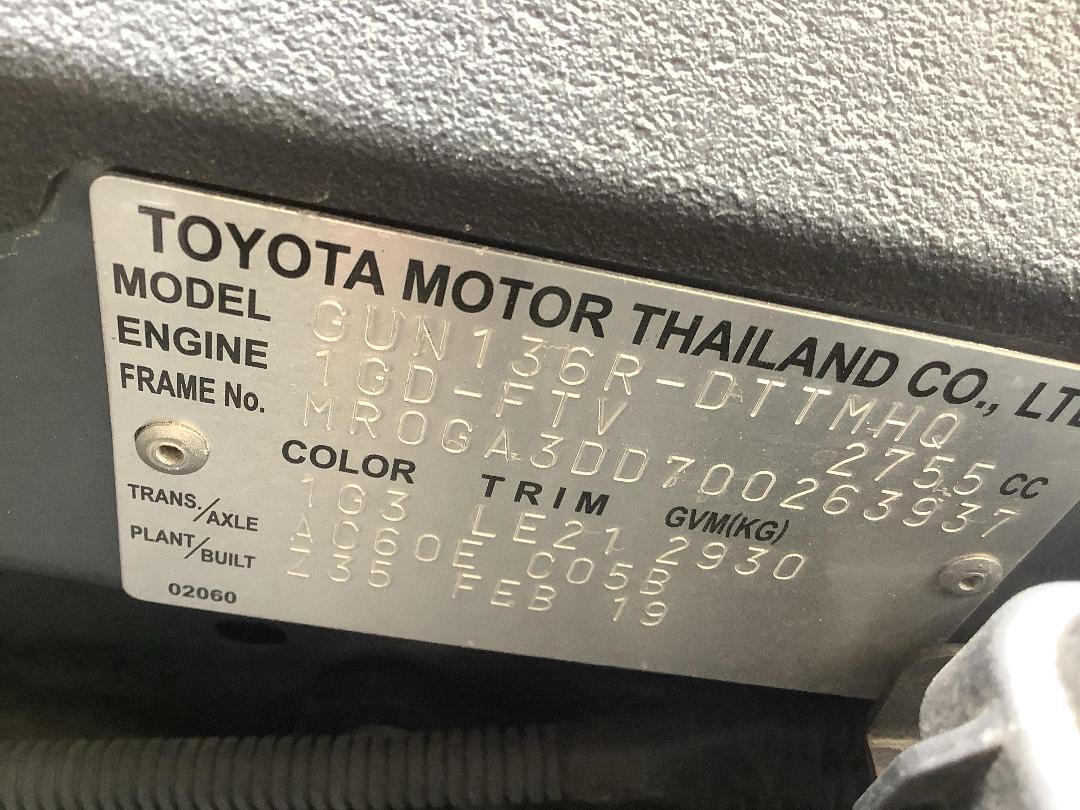 TOYOTA MOTOR THAILAND CO., LTD
MODEL GUN136R-DTTMHQ
ENGINE 1GD-FTV 2755 CC
FRAME No. MR0GA3DD700263937
COLOR TRIM GVM(KG)
1G3 LE21 2930
TRANS./AXLE AC60E C05B
PLANT/BUILT Z35 FEB 19
02060